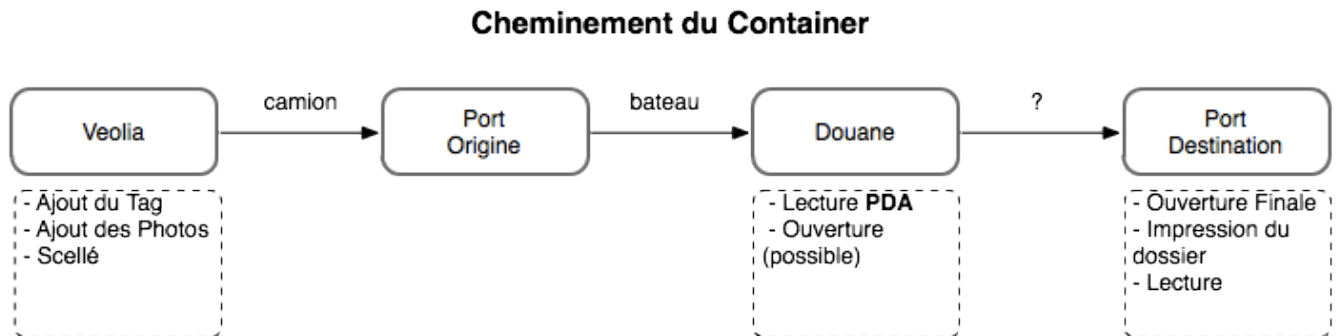 Cheminement du Container
camion
bateau
?
Veolia
Port
Origine
Douane
Port
Destination
- Ajout du Tag
- Ajout des Photos
- Scellé
- Lecture PDA
- Ouverture
(possible)
- Ouverture Finale
- Impression du
dossier
- Lecture